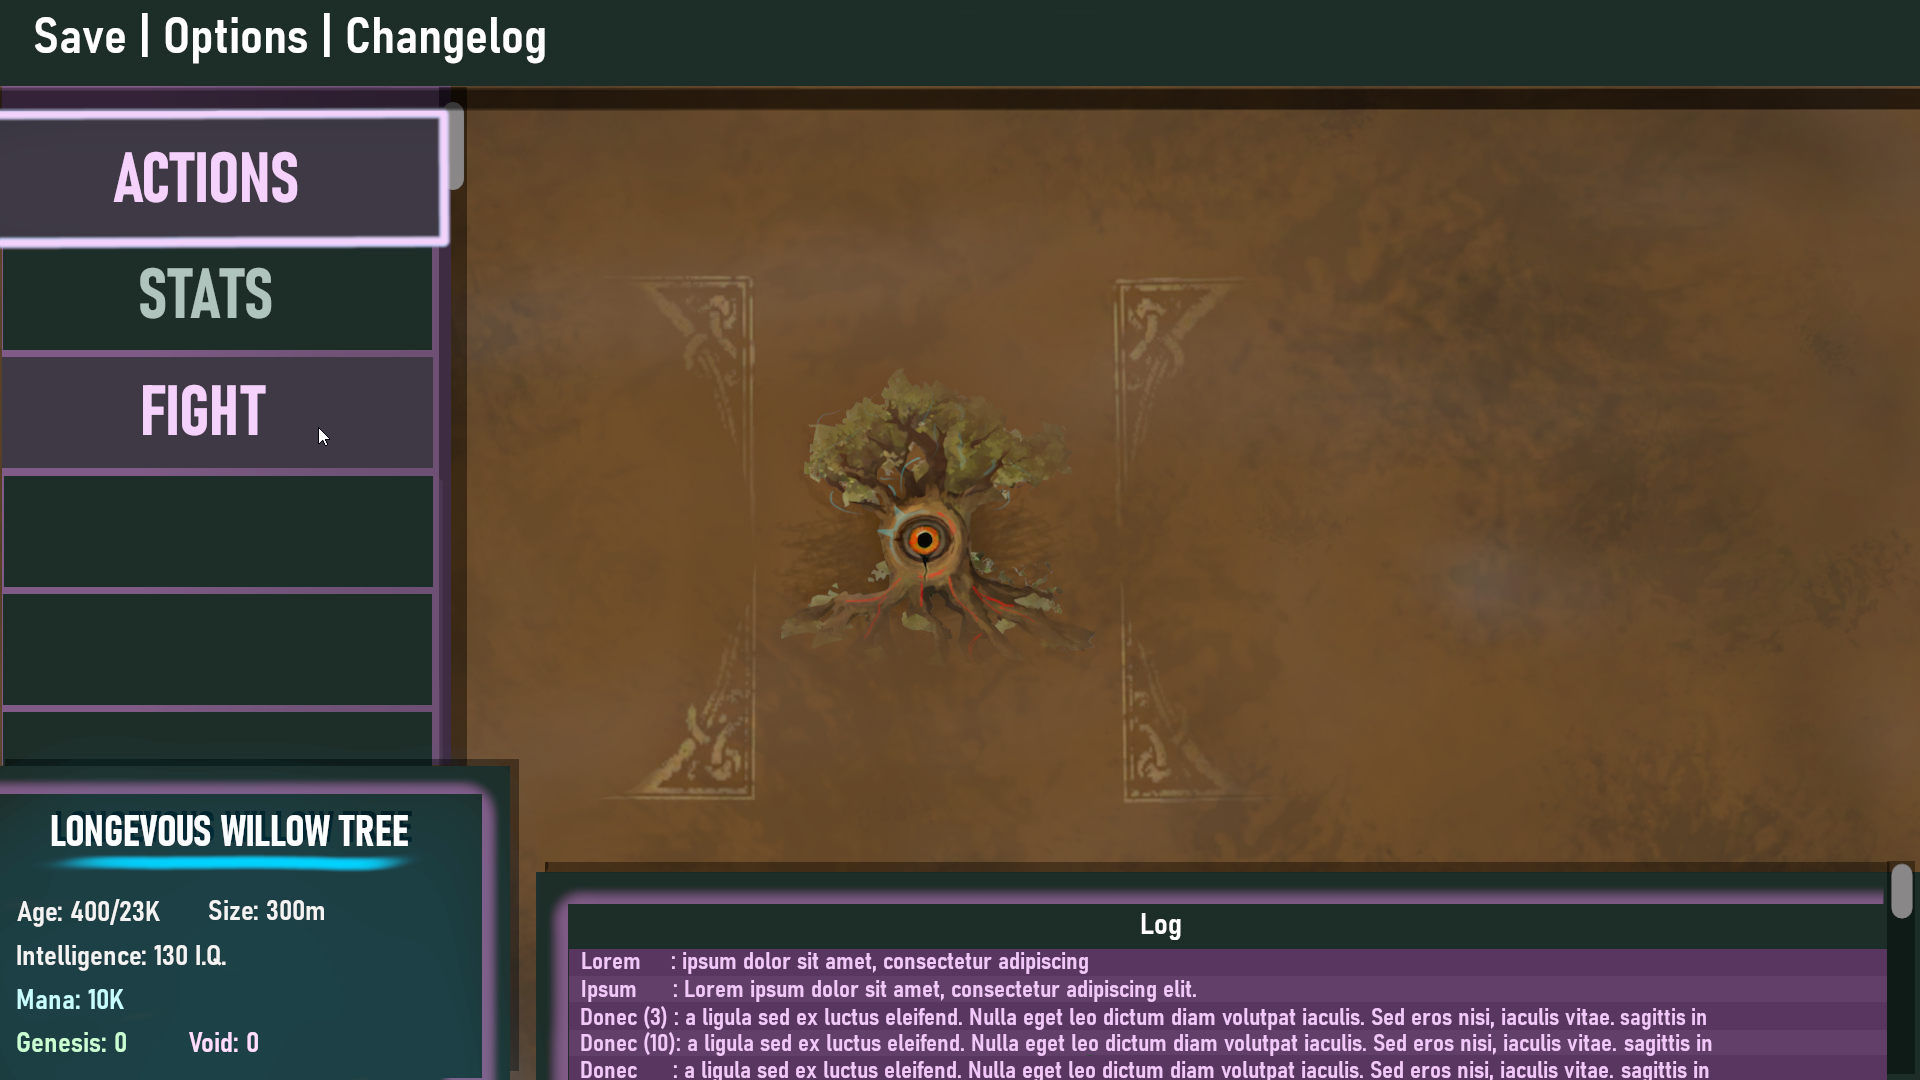 Save | Options | Changelog
ACTIONS
STATS
FIGHT
LONGEVOUS WILLOW TREE
Age: 400/23K Size: 300m
Intelligence: 130 I.Q.
Mana: 10K
Genesis: 0 Void: 0
Log
Lorem : ipsum dolor sit amet, consectetur adipiscing
Ipsum : Lorem ipsum dolor sit amet, consectetur adipiscing elit.
Donec (3) : a ligula sed ex luctus eleifend. Nulla eget leo dictum diam volutpat iaculis. Sed eros nisi, iaculis vitae. sagittis in
Donec (10): a ligula sed ex luctus eleifend. Nulla eget leo dictum diam volutpat iaculis. Sed eros nisi, iaculis vitae. sagittis in
Donec : a ligula sed ex luctus eleifend. Nulla eget leo dictum diam volutpat iaculis. Sed eros nisi, iaculis vitae. sagittis in